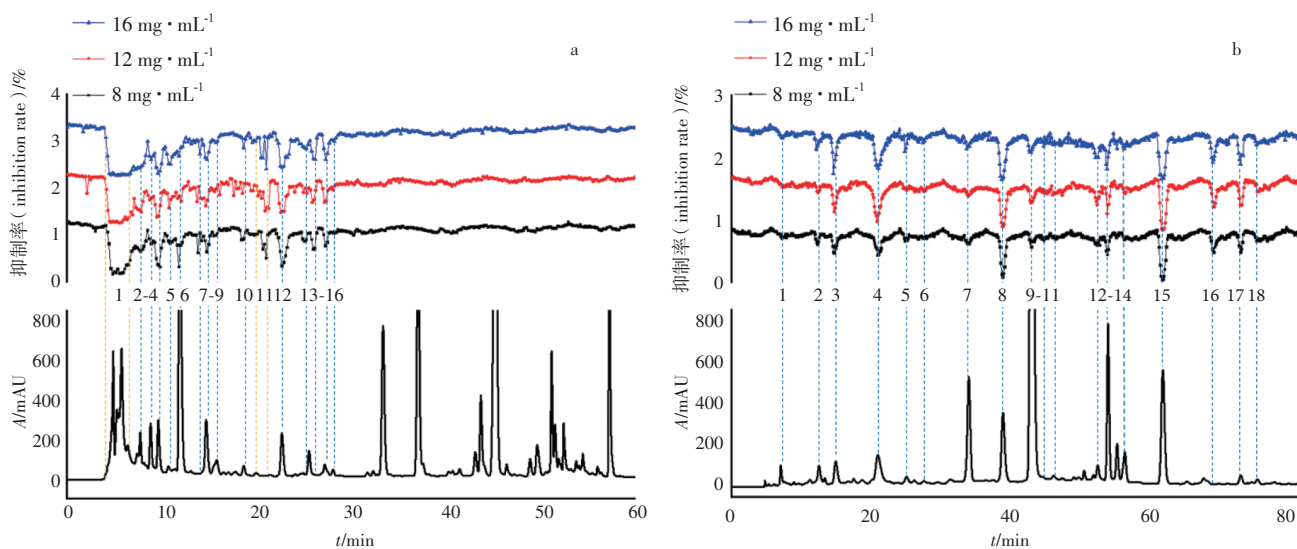 16 mg·mL-1
12 mg·mL-1
8 mg·mL-1
a
抑制率(inhibition rate)/%
4
3
2
1
0
1 2-4 5 6 7-9 10 11 12 13-16
A/mAU
800
600
400
200
0
0 10 20 30 40 50 60
t/min
16 mg·mL-1
12 mg·mL-1
8 mg·mL-1
b
抑制率(inhibition rate)/%
3
2
1
0
1 2 3 4 5 6 7 8 9-11 12-14 15 16 17 18
A/mAU
800
600
400
200
0
0 20 40 60 80
t/min